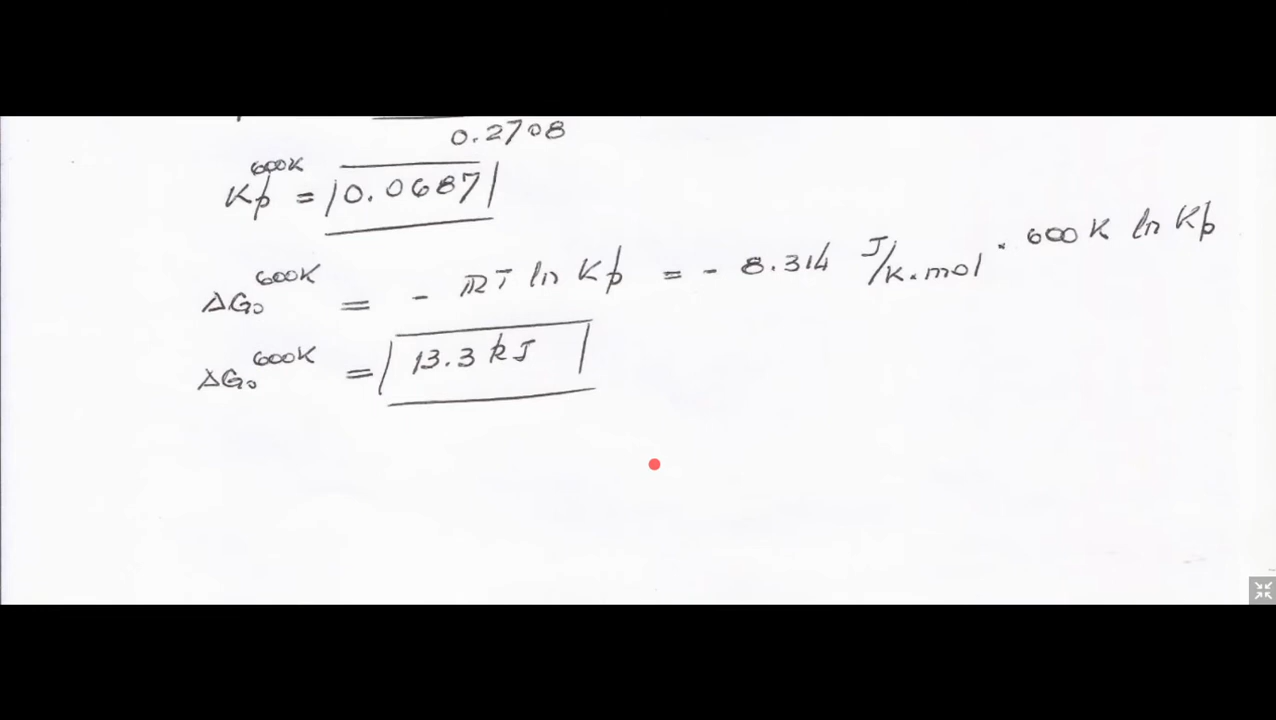 0.2708
Kp^600K = 0.0687
ΔG₀^600K = - RT ln Kp = - 8.314 J/K.mol . 600K ln Kp
ΔG₀^600K = 13.3 kJ